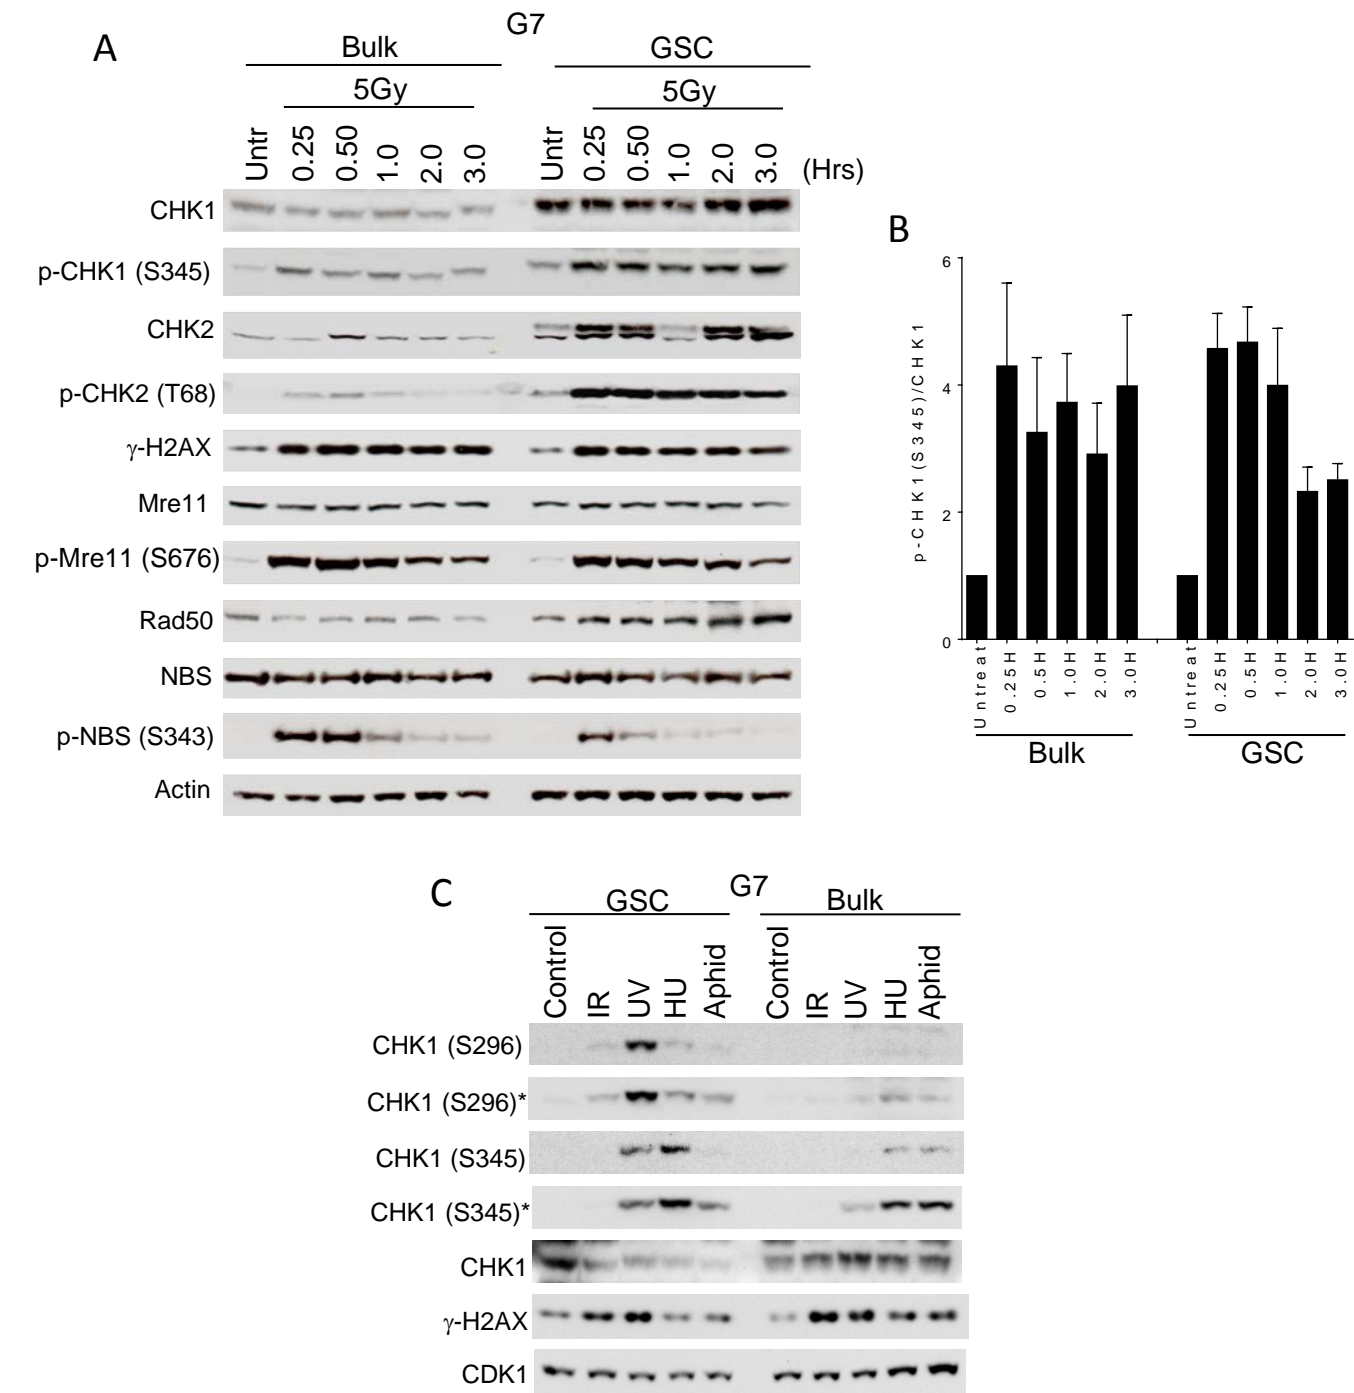 G7
A
Bulk
GSC
5Gy
5Gy
Untr 0.25 0.50 1.0 2.0 3.0 Untr 0.25 0.50 1.0 2.0 3.0 (Hrs)
CHK1
p-CHK1 (S345)
CHK2
p-CHK2 (T68)
γ-H2AX
Mre11
p-Mre11 (S676)
Rad50
NBS
p-NBS (S343)
Actin
B
p-CHK1(S345)/CHK1
6
4
2
0
Untreat 0.25H 0.5H 1.0H 2.0H 3.0H Untreat 0.25H 0.5H 1.0H 2.0H 3.0H
Bulk
GSC
C
G7
GSC
Bulk
Control IR UV HU Aphid Control IR UV HU Aphid
CHK1 (S296)
CHK1 (S296)*
CHK1 (S345)
CHK1 (S345)*
CHK1
γ-H2AX
CDK1